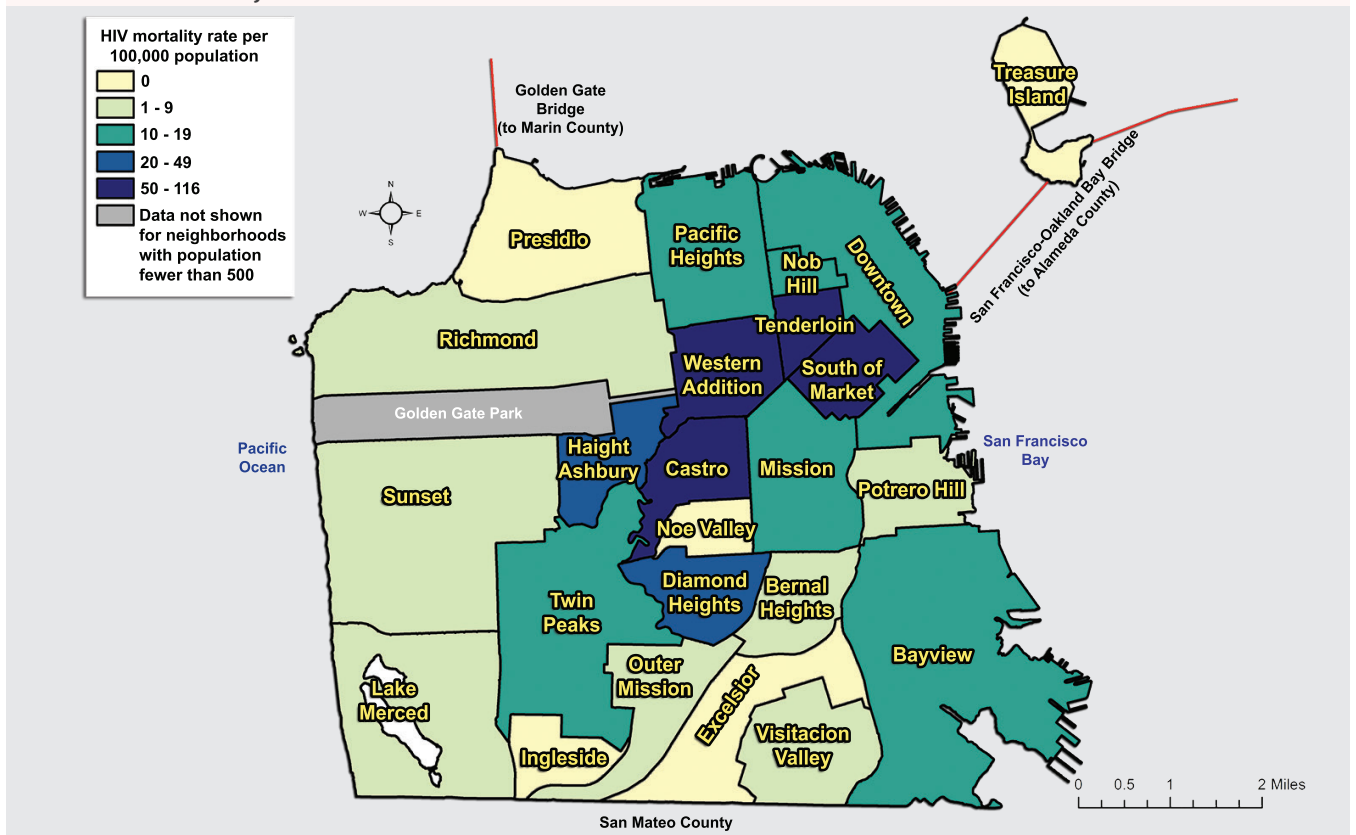 HIV mortality rate per
100,000 population
0
1 - 9
10 - 19
20 - 49
50 - 116
Data not shown
for neighborhoods
with population
fewer than 500
Golden Gate
Bridge
(to Marin County)
Treasure
Island
San Francisco-Oakland Bay Bridge
(to Alameda County)
N
W
E
S
Presidio
Pacific
Heights
Nob
Hill
Downtown
Richmond
Tenderloin
Western
Addition
South of
Market
Golden Gate Park
Pacific
Ocean
Haight
Ashbury
Castro
Mission
San Francisco
Bay
Sunset
Potrero Hill
Noe Valley
Diamond
Heights
Bernal
Heights
Twin
Peaks
Bayview
Outer
Mission
Lake
Merced
Excelsior
Visitacion
Valley
Ingleside
0 0.5 1 2 Miles
San Mateo County